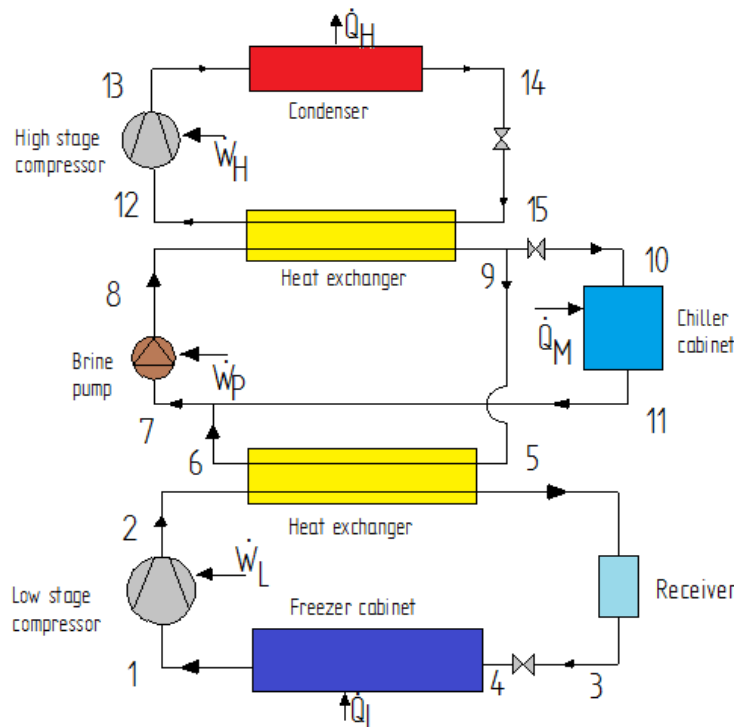 Q̇H
13
Condenser
14
High stage
compressor
ẆH
12
15
9
10
Heat exchanger
8
Q̇M
Chiller
cabinet
Brine
pump
Ẇp
7
11
6
5
2
Heat exchanger
ẆL
Low stage
compressor
Receiver
Freezer cabinet
1
4
3
Q̇L